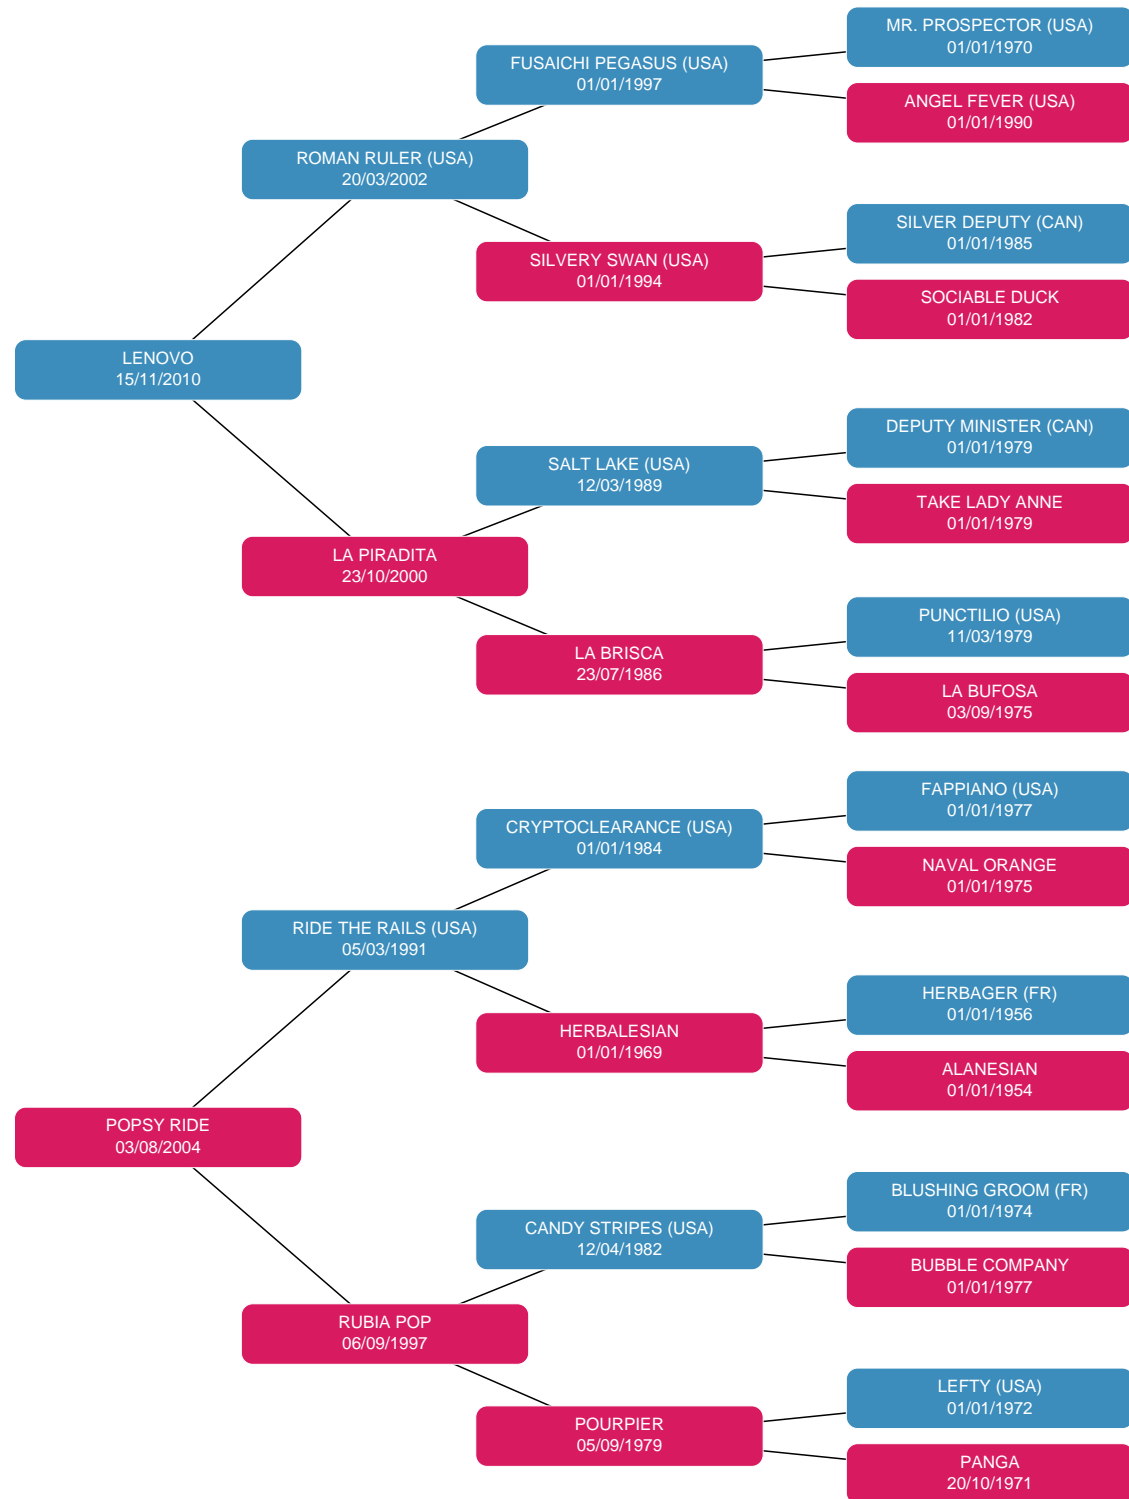 MR. PROSPECTOR (USA)
01/01/1970
FUSAICHI PEGASUS (USA)
01/01/1997
ANGEL FEVER (USA)
01/01/1990
ROMAN RULER (USA)
20/03/2002
SILVER DEPUTY (CAN)
01/01/1985
SILVERY SWAN (USA)
01/01/1994
SOCIABLE DUCK
01/01/1982
LENOVO
15/11/2010
DEPUTY MINISTER (CAN)
01/01/1979
SALT LAKE (USA)
12/03/1989
TAKE LADY ANNE
01/01/1979
LA PIRADITA
23/10/2000
PUNCTILIO (USA)
11/03/1979
LA BRISCA
23/07/1986
LA BUFOSA
03/09/1975
FAPPIANO (USA)
01/01/1977
CRYPTOCLEARANCE (USA)
01/01/1984
NAVAL ORANGE
01/01/1975
RIDE THE RAILS (USA)
05/03/1991
HERBAGER (FR)
01/01/1956
HERBALESIAN
01/01/1969
ALANESIAN
01/01/1954
POPSY RIDE
03/08/2004
BLUSHING GROOM (FR)
01/01/1974
CANDY STRIPES (USA)
12/04/1982
BUBBLE COMPANY
01/01/1977
RUBIA POP
06/09/1997
LEFTY (USA)
01/01/1972
POURPIER
05/09/1979
PANGA
20/10/1971